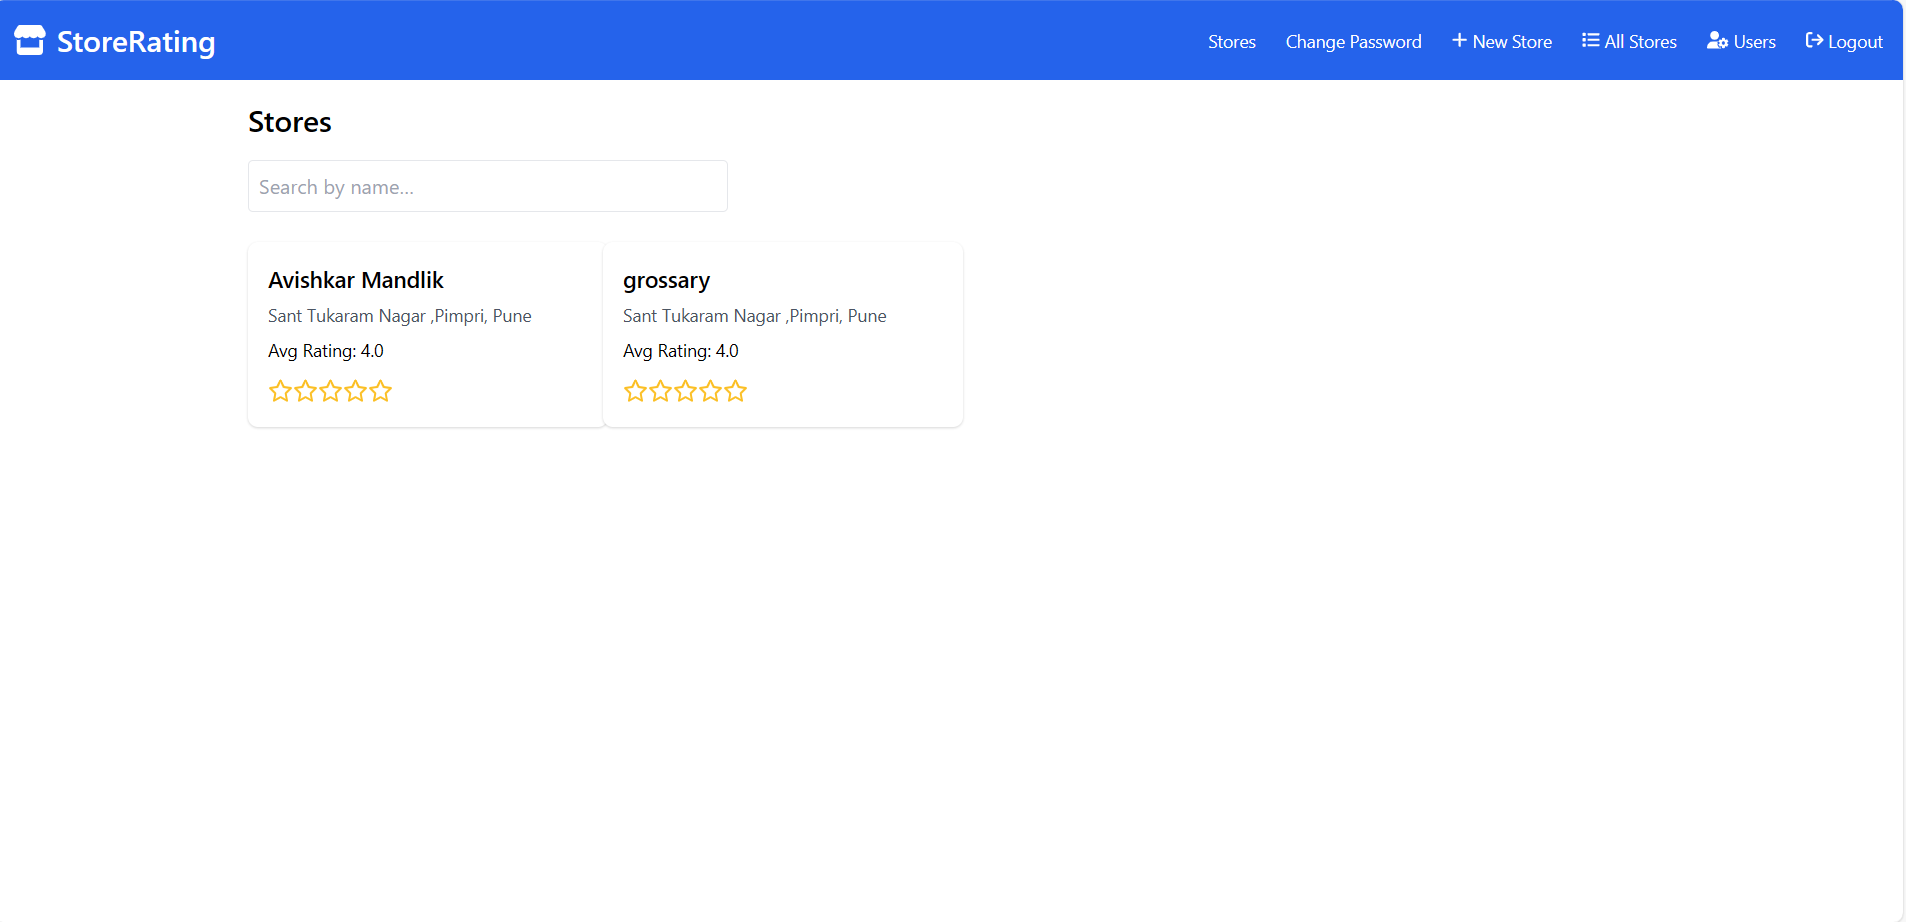 StoreRating
Stores Change Password New Store All Stores Users Logout
Stores
Search by name...
Avishkar Mandlik
Sant Tukaram Nagar ,Pimpri, Pune
Avg Rating: 4.0
grossary
Sant Tukaram Nagar ,Pimpri, Pune
Avg Rating: 4.0